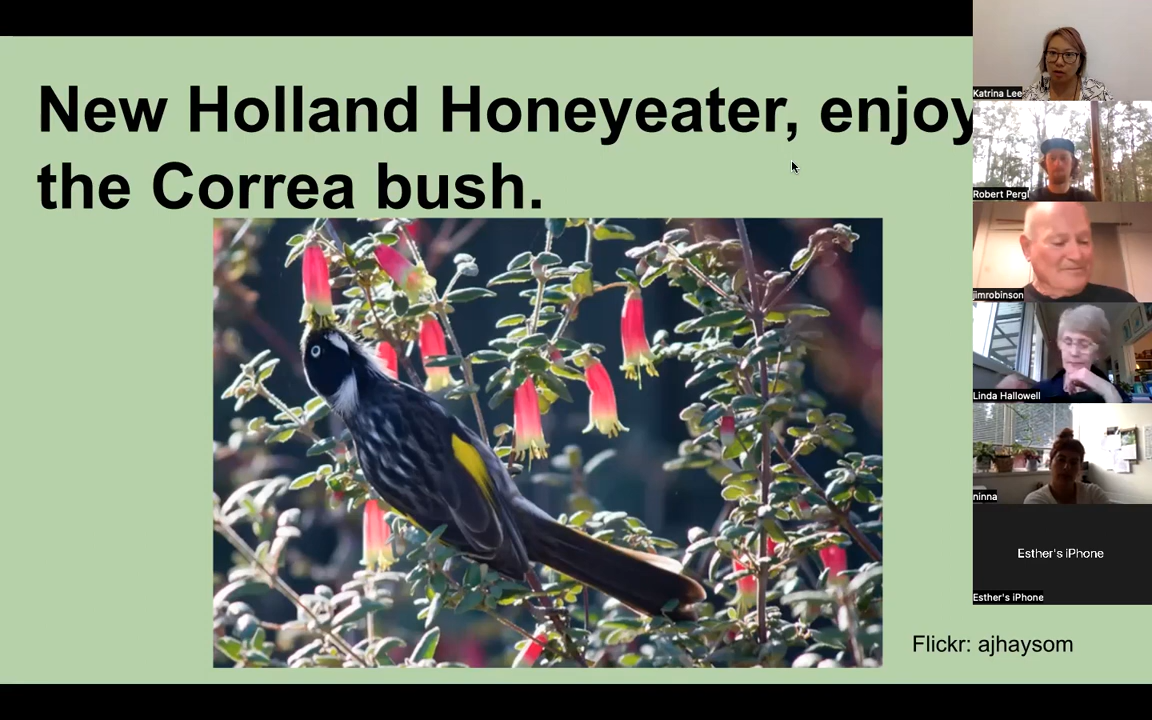 New Holland Honeyeater, enjoy
the Correa bush.
Katrina Lee
Robert Pergl
jimrobinson
Linda Hallowell
ninna
Esther's iPhone
Esther's iPhone
Flickr: ajhaysom